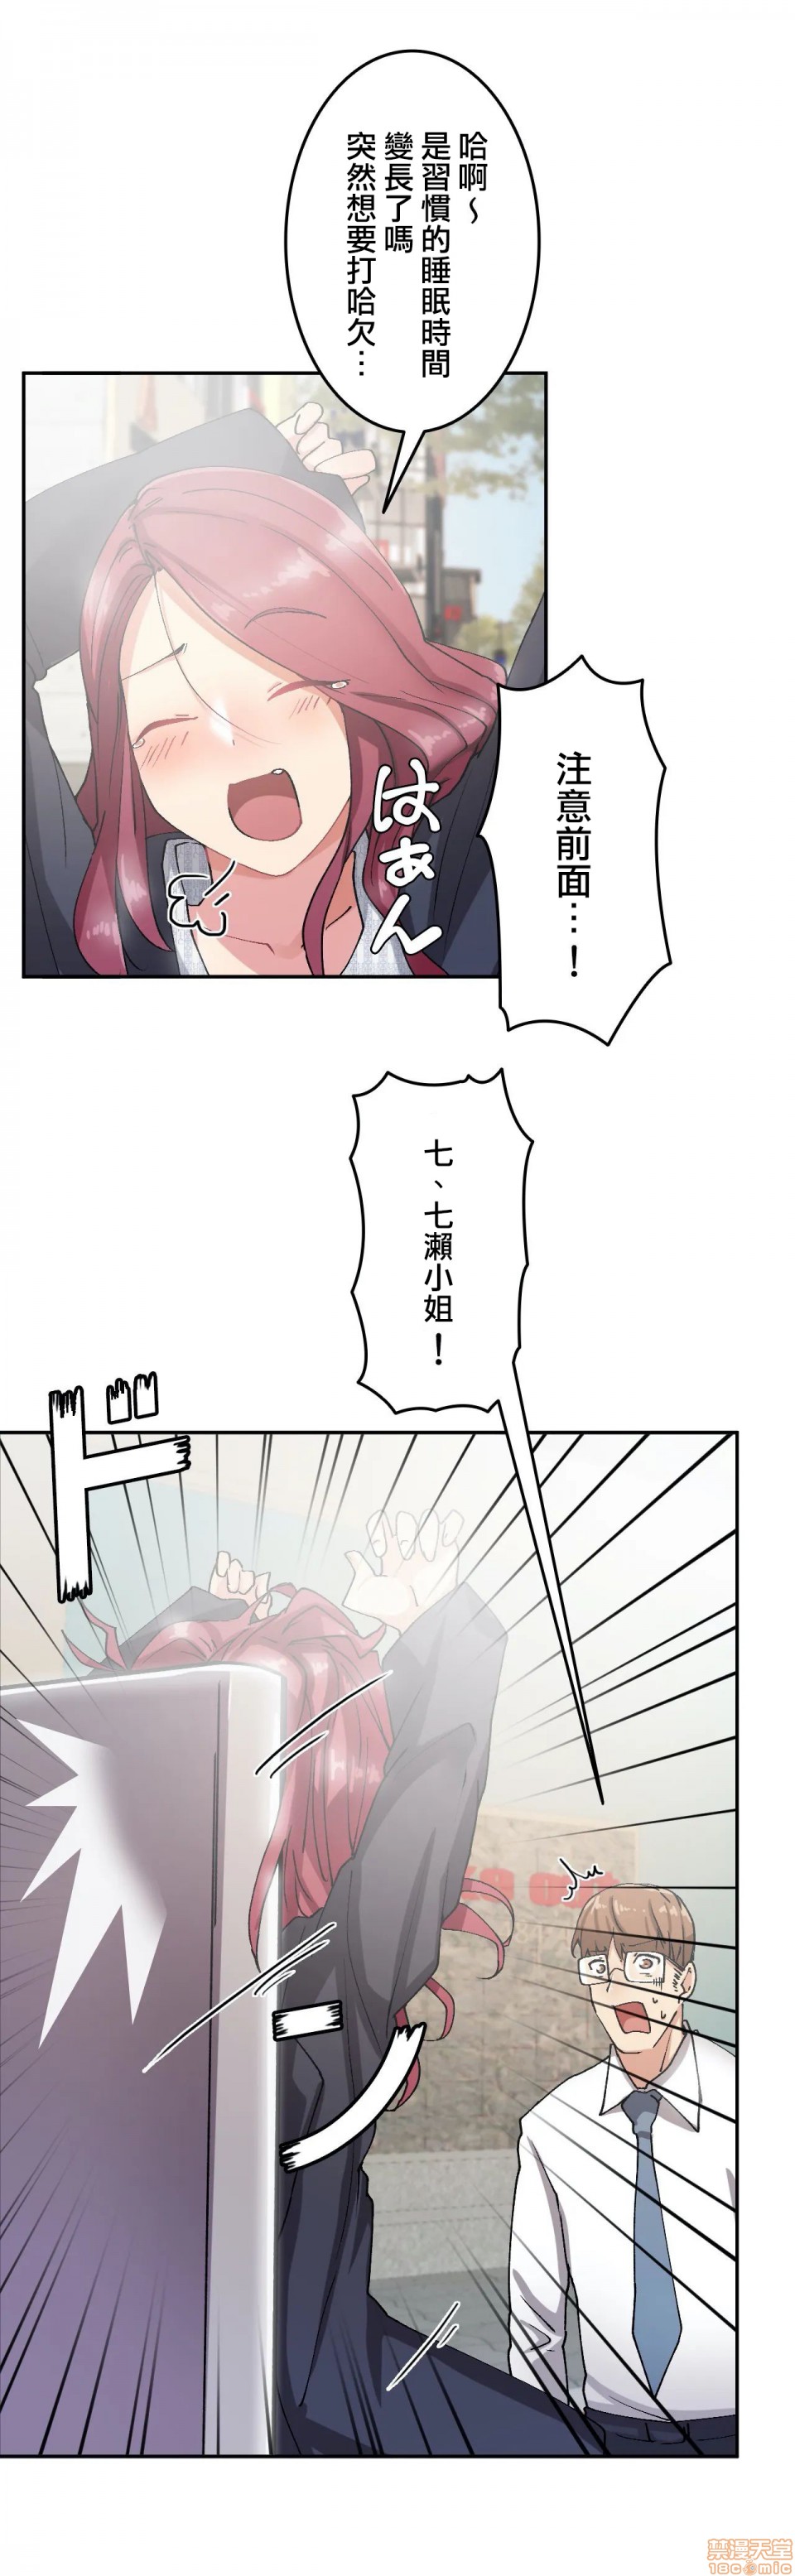 哈啊～
是習慣的睡眠時間
變長了嗎
突然想要打哈欠…
はぁん
注意前面…！
七、七瀨小姐！
ドンッ
禁漫天堂
18comic